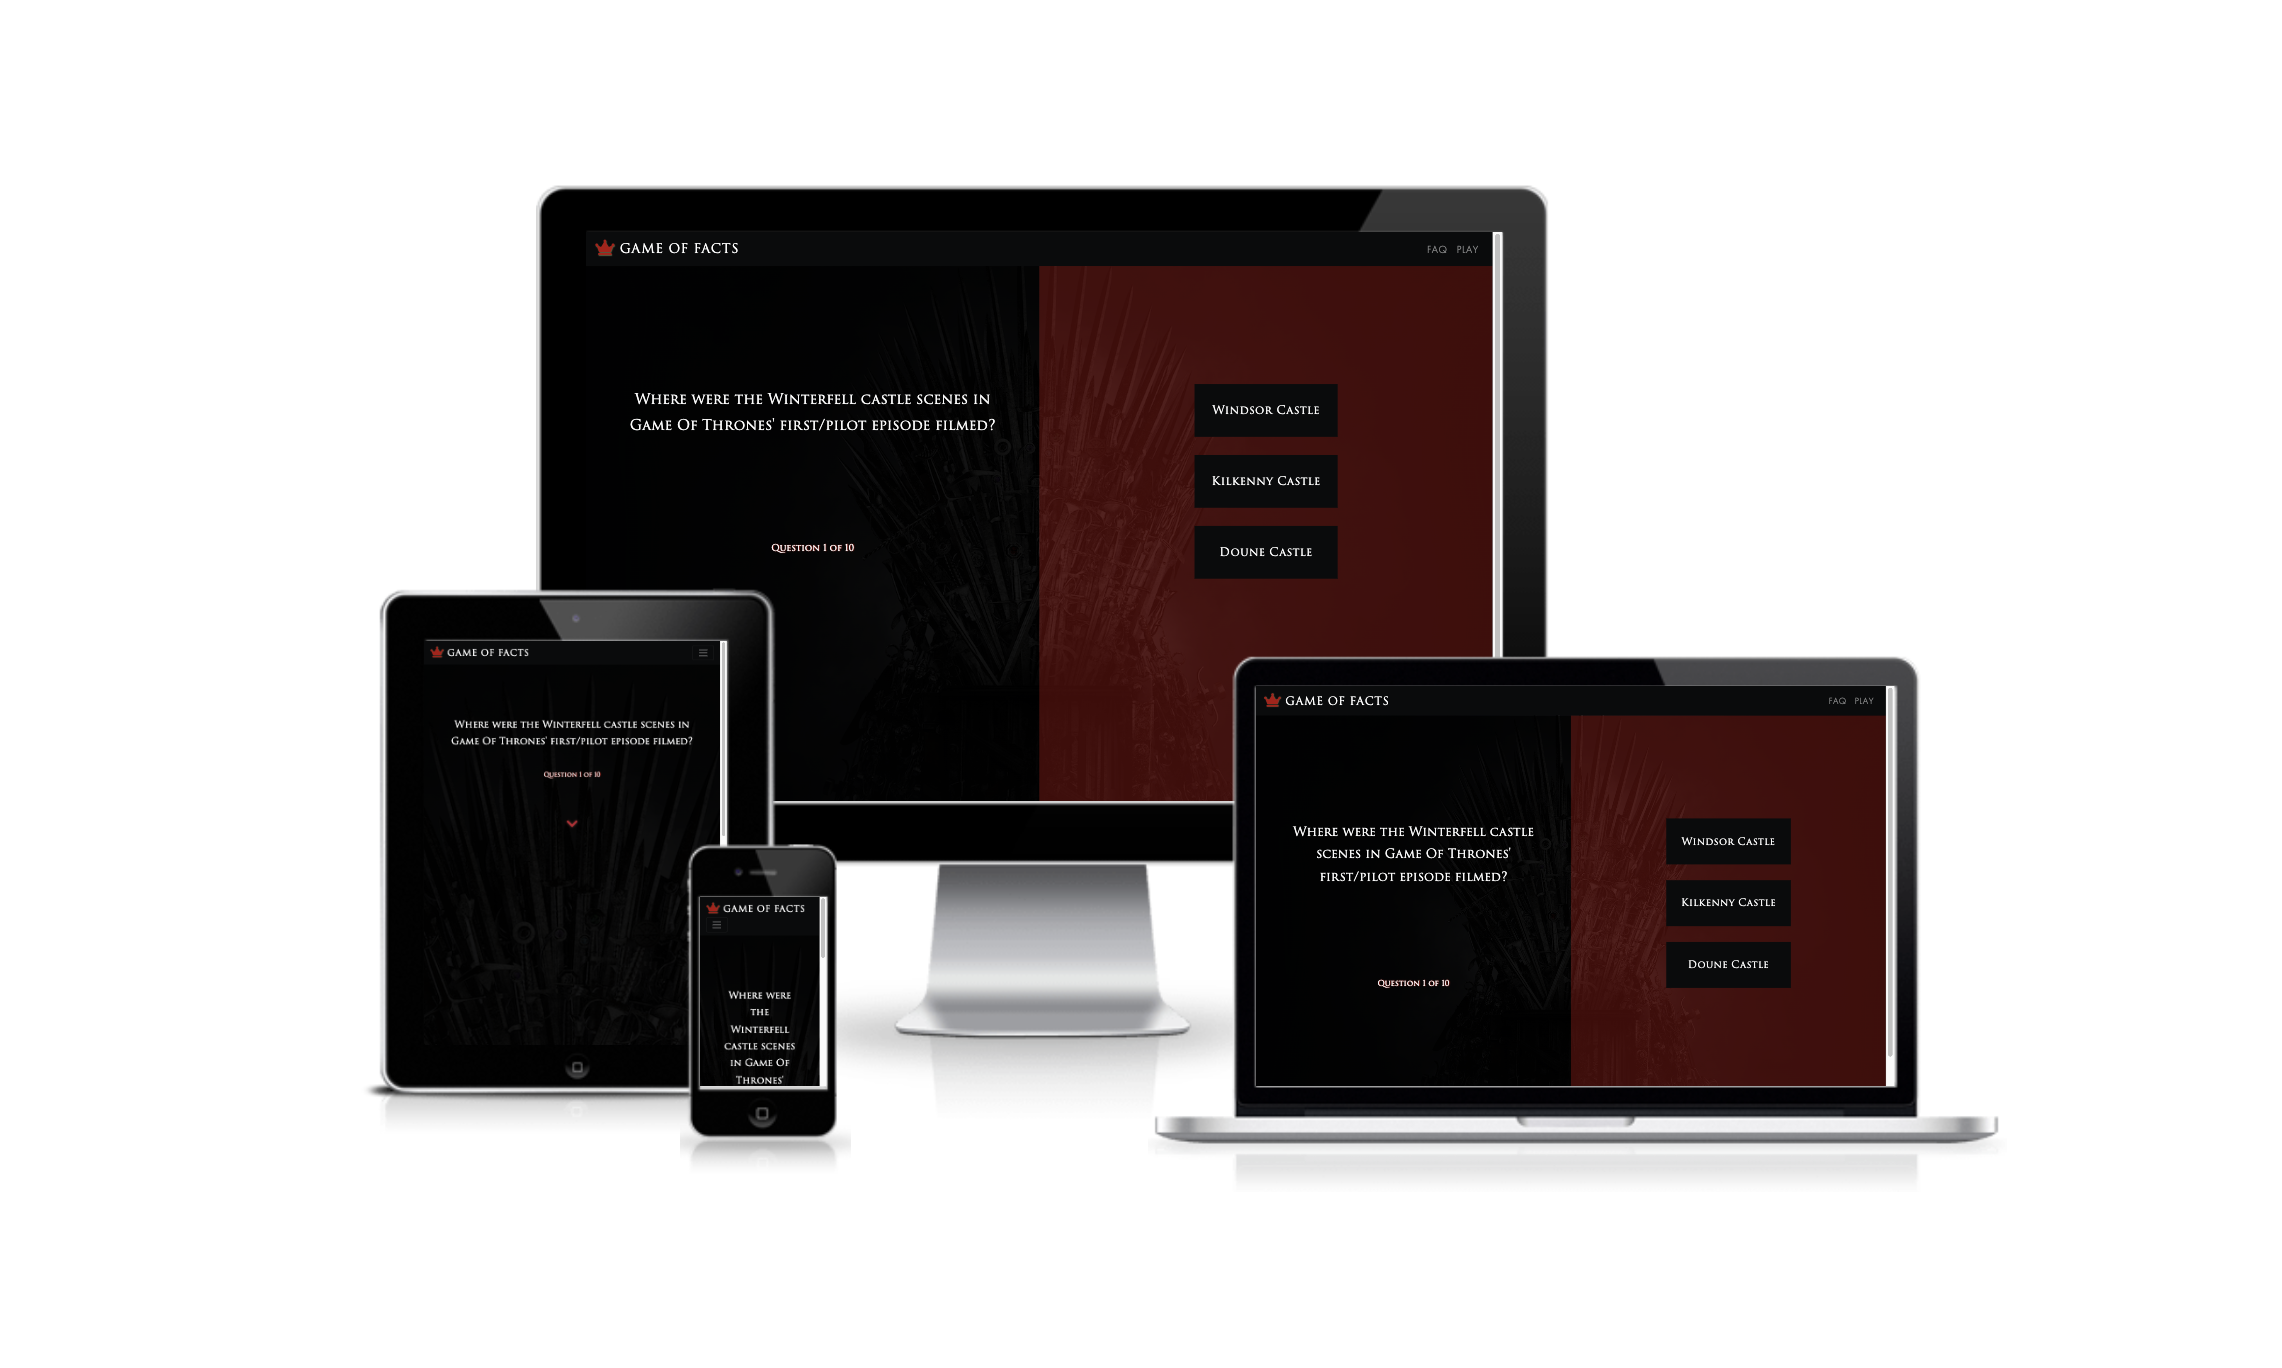 GAME OF FACTS
FAQ PLAY
Where were the Winterfell castle scenes in
Game Of Thrones' first/pilot episode filmed?
Question 1 of 10
Windsor Castle
Kilkenny Castle
Doune Castle
GAME OF FACTS
Where were the Winterfell castle scenes in
Game Of Thrones' first/pilot episode filmed?
Question 1 of 10
GAME OF FACTS
Where were
the
Winterfell
castle scenes
in Game Of
Thrones'
GAME OF FACTS
FAQ PLAY
Where were the Winterfell castle
scenes in Game Of Thrones'
first/pilot episode filmed?
Question 1 of 10
Windsor Castle
Kilkenny Castle
Doune Castle